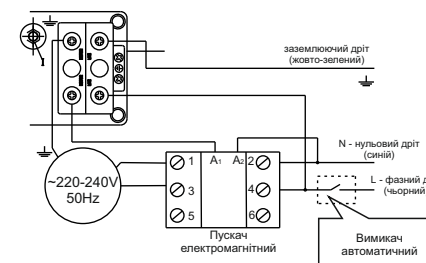 заземлюючий дріт
(жовто-зелений)
N - нульовий дріт
(синій)
L - фазний
(чорний
1 A1 A2 2
3 4
5 6
~220-240V
50Hz
Пускач
електромагнітний
Вимикач
автоматичний